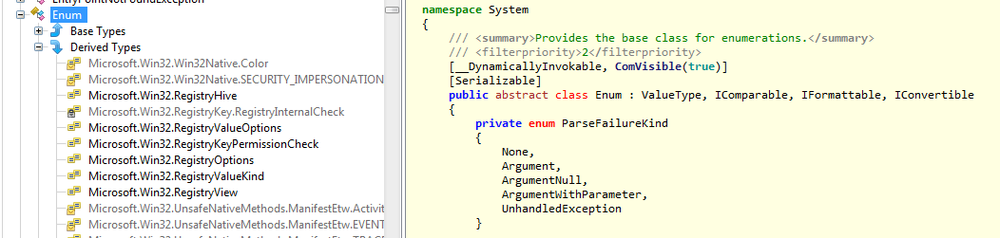 EntryPointNotFoundException
Enum
Base Types
Derived Types
Microsoft.Win32.Win32Native.Color
Microsoft.Win32.Win32Native.SECURITY_IMPERSONATION
Microsoft.Win32.RegistryHive
Microsoft.Win32.RegistryKey.RegistryInternalCheck
Microsoft.Win32.RegistryValueOptions
Microsoft.Win32.RegistryKeyPermissionCheck
Microsoft.Win32.RegistryOptions
Microsoft.Win32.RegistryValueKind
Microsoft.Win32.RegistryView
Microsoft.Win32.UnsafeNativeMethods.ManifestEtw.Activit
Microsoft.Win32.UnsafeNativeMethods.ManifestEtw.EVENT
namespace System
{
/// <summary>Provides the base class for enumerations.</summary>
/// <filterpriority>2</filterpriority>
[__DynamicallyInvokable, ComVisible(true)]
[Serializable]
public abstract class Enum : ValueType, IComparable, IFormattable, IConvertible
{
private enum ParseFailureKind
{
None,
Argument,
ArgumentNull,
ArgumentWithParameter,
UnhandledException
}